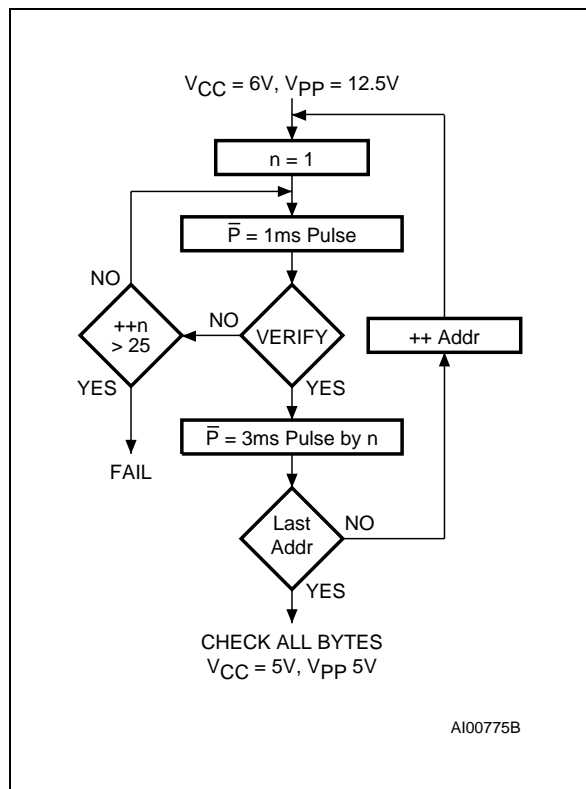 VCC = 6V, VPP = 12.5V
n = 1
P̅ = 1ms Pulse
NO
++n
> 25
NO
VERIFY
++ Addr
YES
YES
P̅ = 3ms Pulse by n
FAIL
Last
Addr
NO
YES
CHECK ALL BYTES
VCC = 5V, VPP 5V
AI00775B